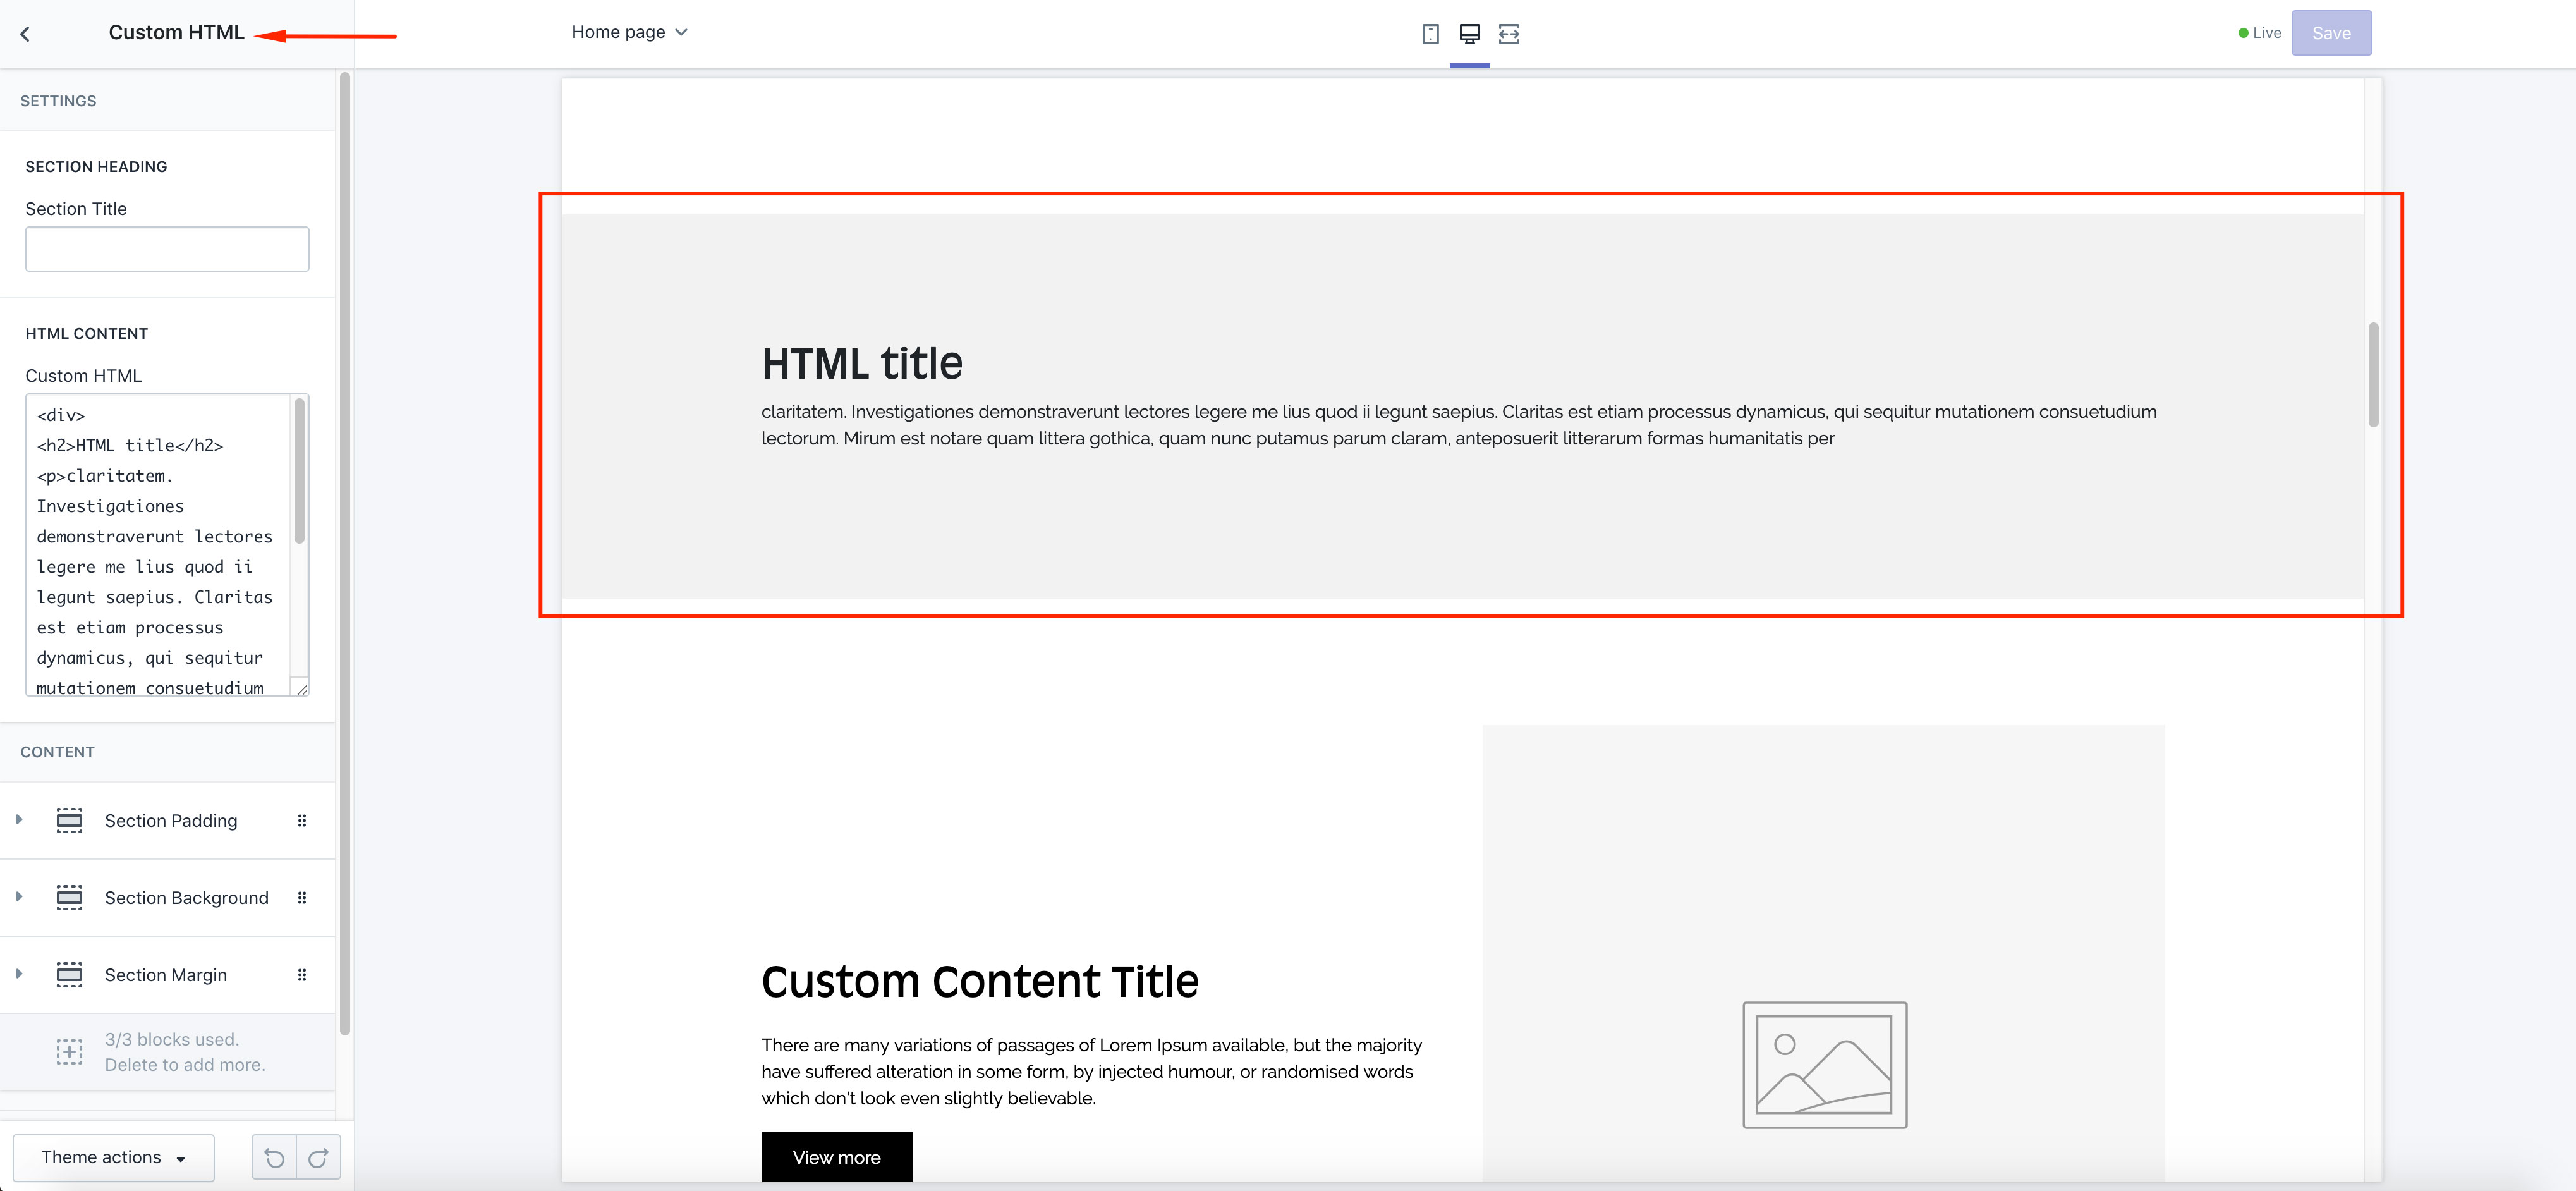 Custom HTML
Home page
Live
Save
SETTINGS
SECTION HEADING
Section Title
HTML CONTENT
Custom HTML
<div>
<h2>HTML title</h2>
<p>claritatem.
Investigationes
demonstraverunt lectores
legere me lius quod ii
legunt saepius. Claritas
est etiam processus
dynamicus, qui sequitur
mutationem consuetudium
CONTENT
Section Padding
Section Background
Section Margin
3/3 blocks used.
Delete to add more.
Theme actions
HTML title
claritatem. Investigationes demonstraverunt lectores legere me lius quod ii legunt saepius. Claritas est etiam processus dynamicus, qui sequitur mutationem consuetudium
lectorum. Mirum est notare quam littera gothica, quam nunc putamus parum claram, anteposuerit litterarum formas humanitatis per
Custom Content Title
There are many variations of passages of Lorem Ipsum available, but the majority
have suffered alteration in some form, by injected humour, or randomised words
which don't look even slightly believable.
View more